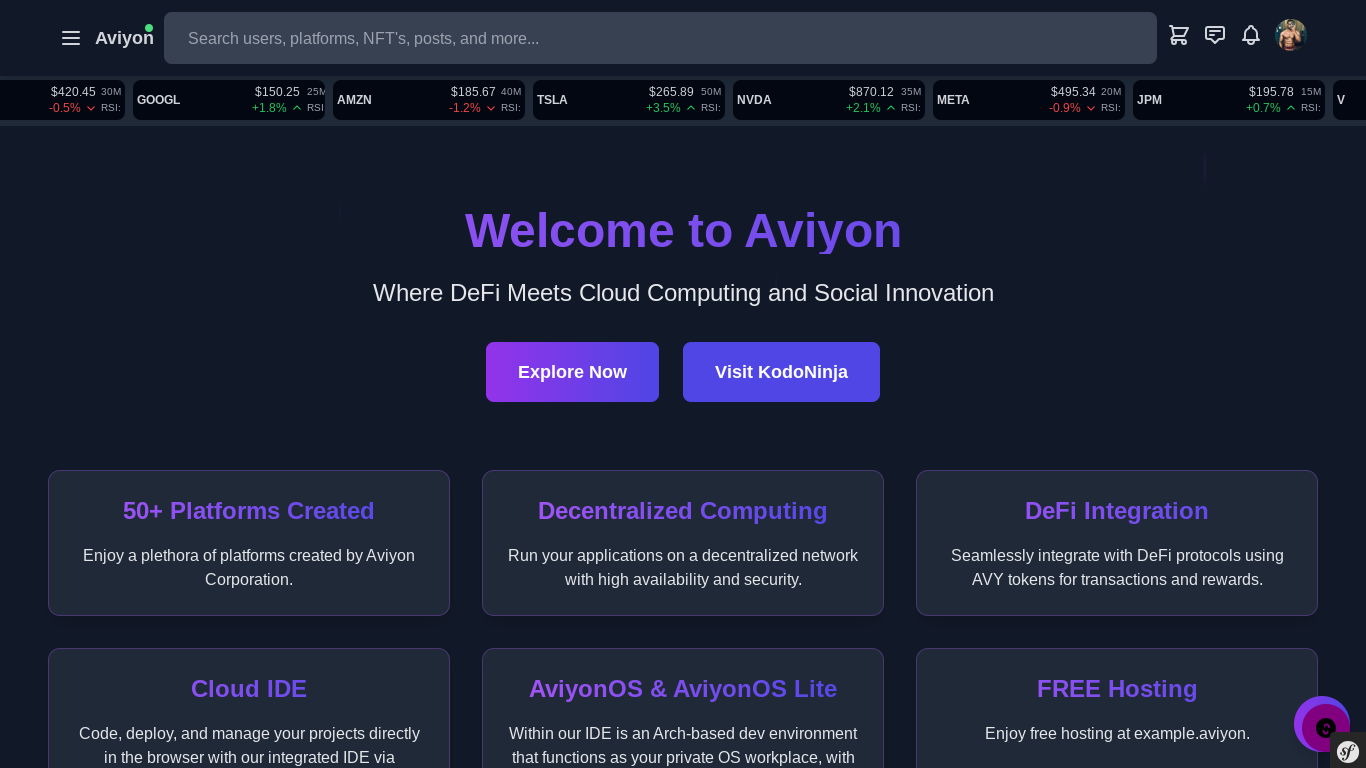 Aviyon
Search users, platforms, NFT's, posts, and more...
$420.45 30M
-0.5% RSI:
GOOGL $150.25 25M
+1.8% RSI
AMZN $185.67 40M
-1.2% RSI:
TSLA $265.89 50M
+3.5% RSI:
NVDA $870.12 35M
+2.1% RSI:
META $495.34 20M
-0.9% RSI:
JPM $195.78 15M
+0.7% RSI:
V
Welcome to Aviyon
Where DeFi Meets Cloud Computing and Social Innovation
Explore Now
Visit KodoNinja
50+ Platforms Created
Enjoy a plethora of platforms created by Aviyon
Corporation.
Decentralized Computing
Run your applications on a decentralized network
with high availability and security.
DeFi Integration
Seamlessly integrate with DeFi protocols using
AVY tokens for transactions and rewards.
Cloud IDE
Code, deploy, and manage your projects directly
in the browser with our integrated IDE via
AviyonOS & AviyonOS Lite
Within our IDE is an Arch-based dev environment
that functions as your private OS workplace, with
FREE Hosting
Enjoy free hosting at example.aviyon.
sf